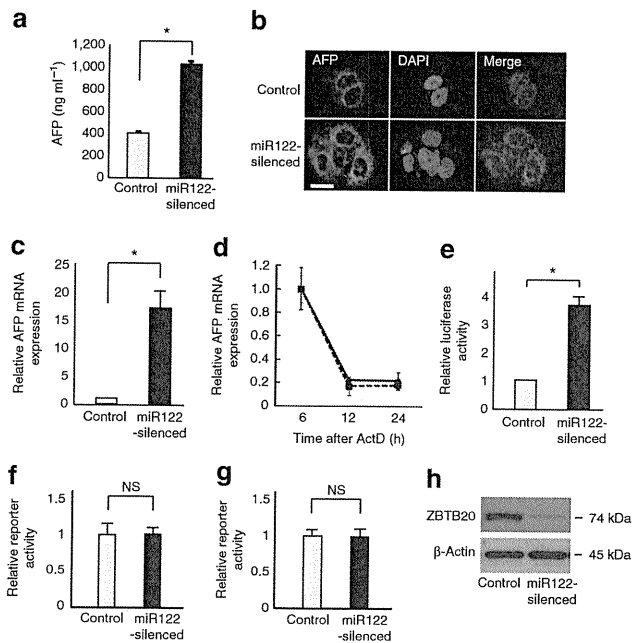 a
AFP (ng ml⁻¹)
1,200
1,000
800
600
400
200
0
*
Control
miR122-
silenced
b
AFP
DAPI
Merge
Control
miR122-
silenced
c
Relative AFP mRNA
expression
25
20
15
10
5
0
*
Control
miR122
-silenced
d
Relative AFP mRNA
expression
1.2
1.0
0.8
0.6
0.4
0.2
0
6
12
24
Time after ActD (h)
e
Relative luciferase
activity
4
3
2
1
0
*
Control
miR122-
silenced
f
Relative reporter
activity
1.5
1
0.5
0
NS
Control
miR122
-silenced
g
Relative reporter
activity
1.5
1
0.5
0
NS
Control
miR122
-silenced
h
ZBTB20
– 74 kDa
β-Actin
– 45 kDa
Control
miR122-
silenced